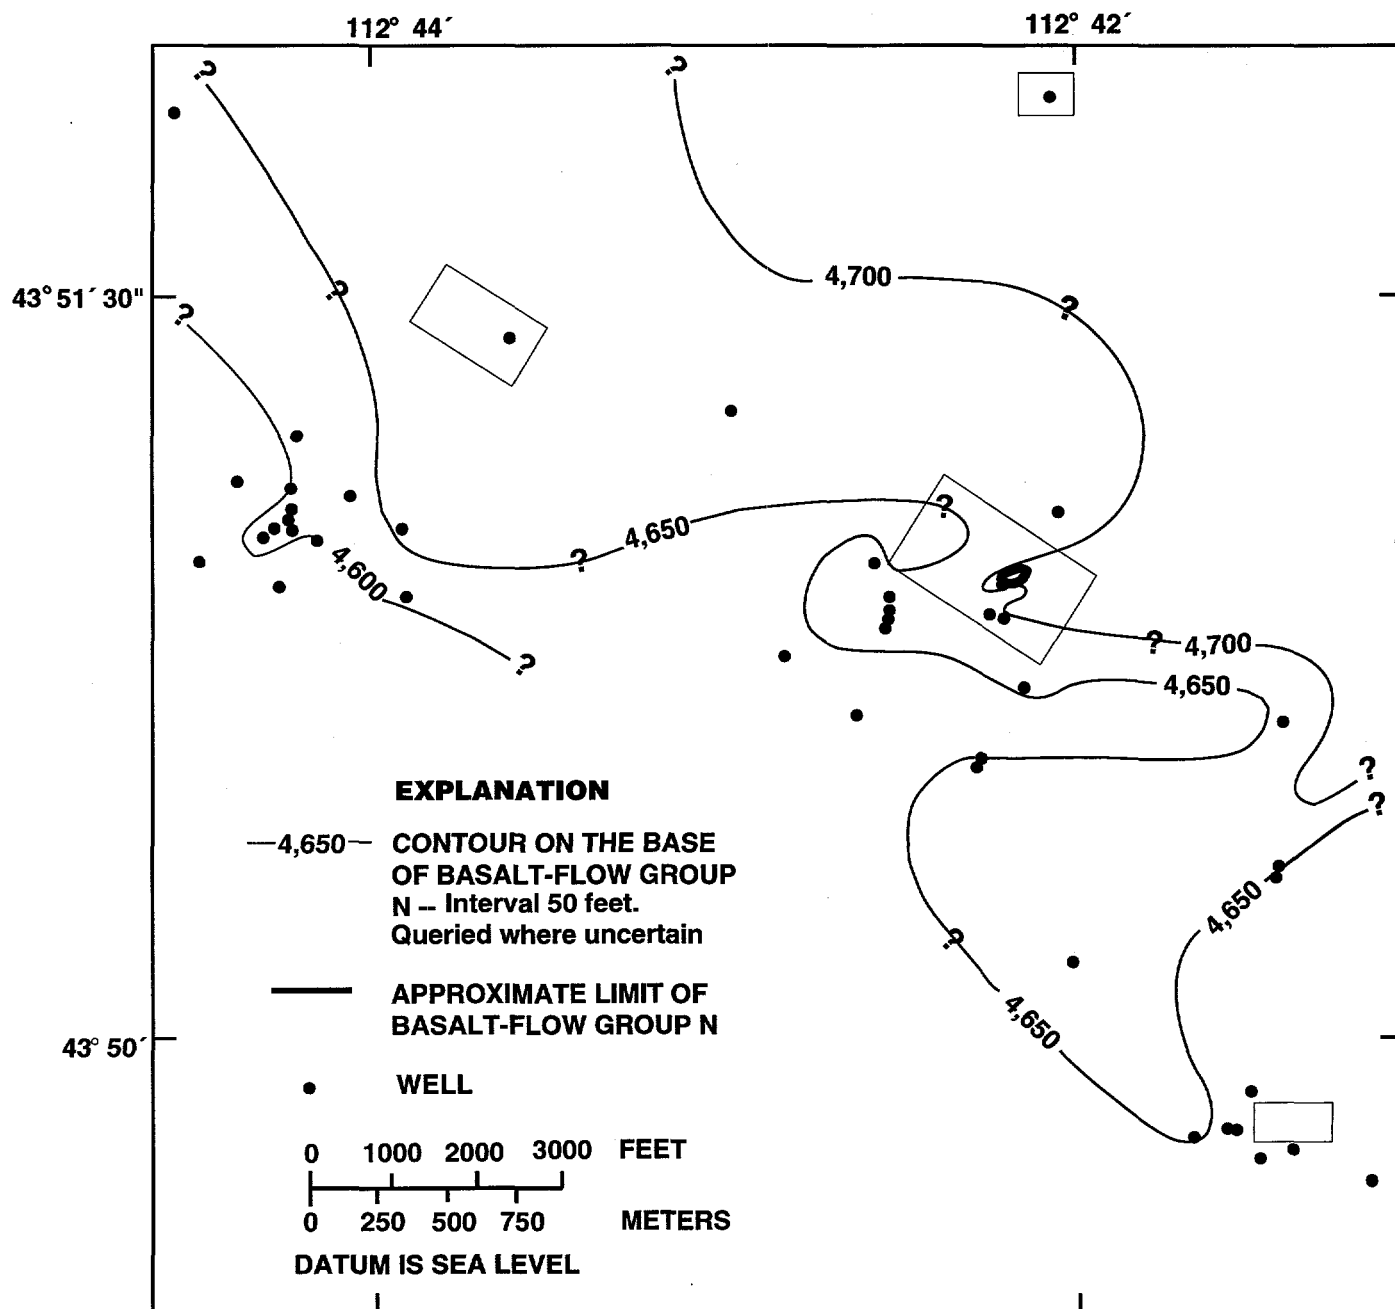 112° 44´
112° 42´
?
?
4,700
?
?
43° 51´ 30"
?
?
4,650
?
4,600
?
?
4,700
4,650
?
?
EXPLANATION
—4,650— CONTOUR ON THE BASE
OF BASALT-FLOW GROUP
N -- Interval 50 feet.
Queried where uncertain
4,650
?
4,650
APPROXIMATE LIMIT OF
BASALT-FLOW GROUP N
43° 50´
WELL
0 1000 2000 3000 FEET
0 250 500 750 METERS
DATUM IS SEA LEVEL